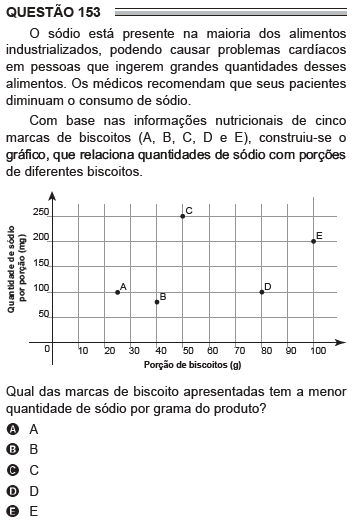 QUESTÃO 153
O sódio está presente na maioria dos alimentos
industrializados, podendo causar problemas cardíacos
em pessoas que ingerem grandes quantidades desses
alimentos. Os médicos recomendam que seus pacientes
diminuam o consumo de sódio.
Com base nas informações nutricionais de cinco
marcas de biscoitos (A, B, C, D e E), construiu-se o
gráfico, que relaciona quantidades de sódio com porções
de diferentes biscoitos.
Quantidade de sódio
por porção (mg)
250
200
150
100
50
0
C
E
A
B
D
10 20 30 40 50 60 70 80 90 100
Porção de biscoitos (g)
Qual das marcas de biscoito apresentadas tem a menor
quantidade de sódio por grama do produto?
A A
B B
C C
D D
E E